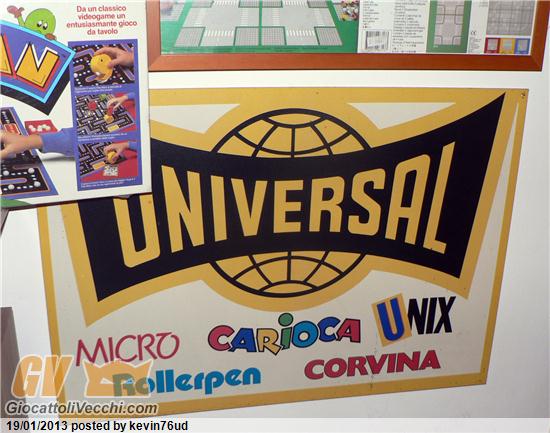 Da un classico
videogame un
entusiasmante gioco
da tavolo
AN
UNIVERSAL
MICRO
CARIOCA
UNIX
Rollerpen
CORVINA
GV
GiocattoliVecchi.com
19/01/2013 posted by kevin76ud